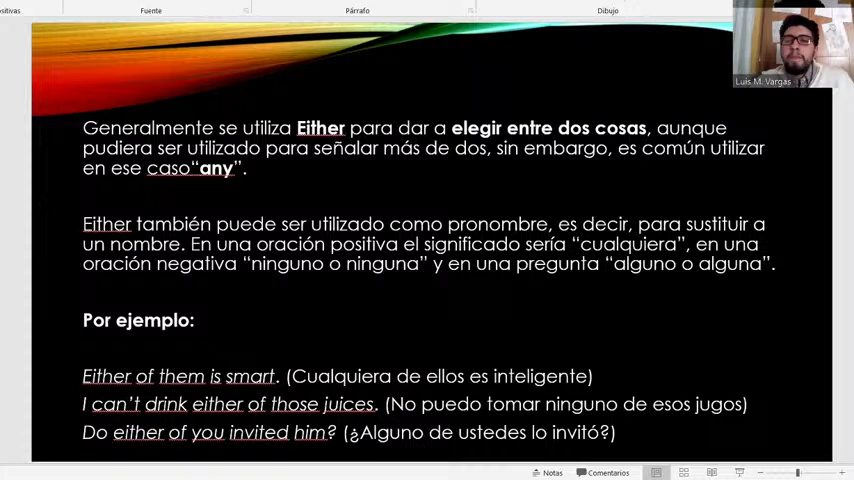 ositivas
Fuente
Párrafo
Dibujo
Luis M. Vargas
Generalmente se utiliza Either para dar a elegir entre dos cosas, aunque
pudiera ser utilizado para señalar más de dos, sin embargo, es común utilizar
en ese caso“any”.
Either también puede ser utilizado como pronombre, es decir, para sustituir a
un nombre. En una oración positiva el significado sería “cualquiera”, en una
oración negativa “ninguno o ninguna” y en una pregunta “alguno o alguna”.
Por ejemplo:
Either of them is smart. (Cualquiera de ellos es inteligente)
I can’t drink either of those juices. (No puedo tomar ninguno de esos jugos)
Do either of you invited him? (¿Alguno de ustedes lo invitó?)
Notas
Comentarios